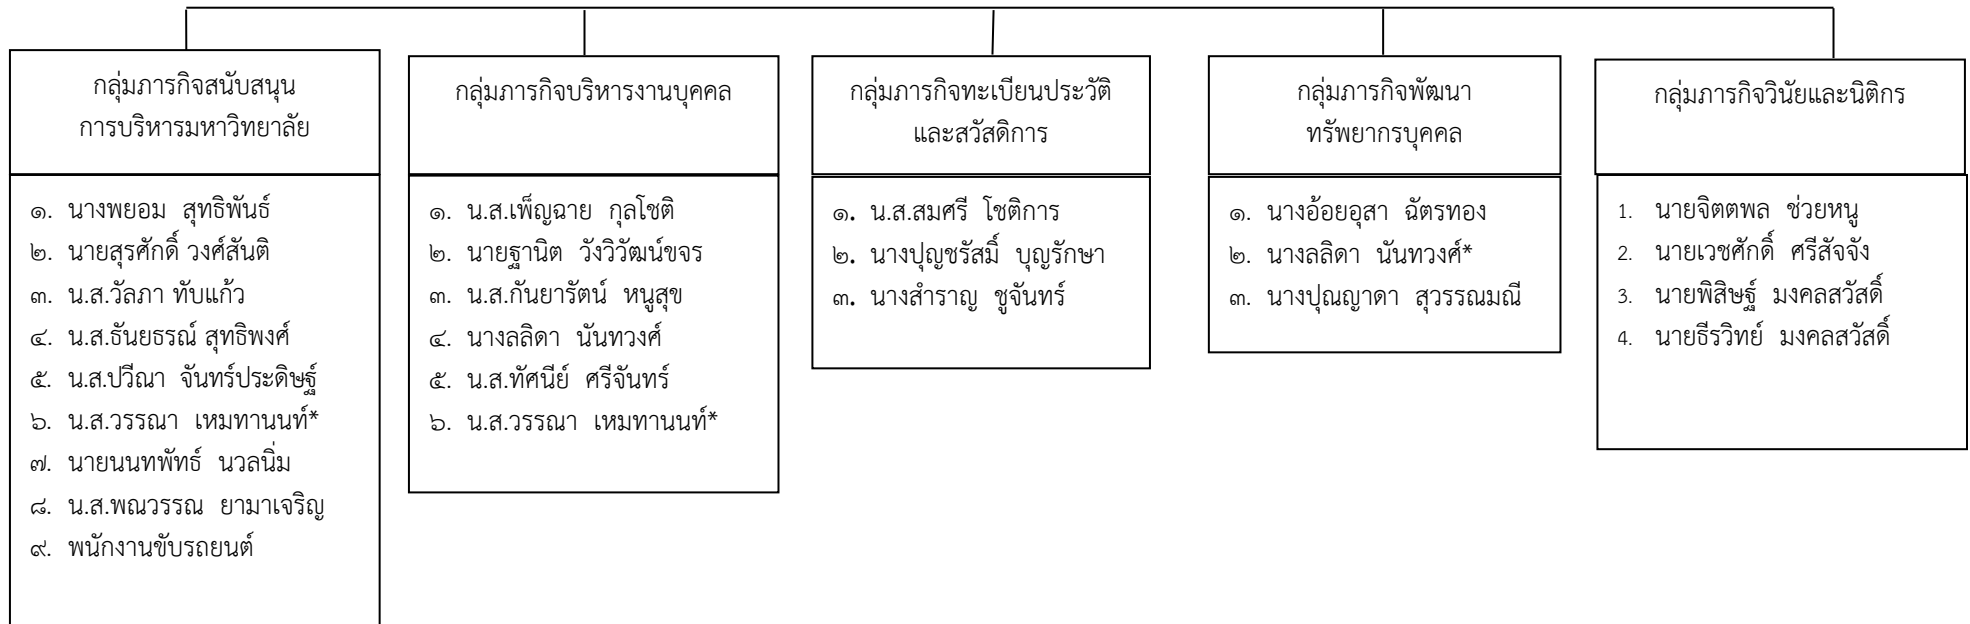 กลุ่มภารกิจสนับสนุน
การบริหารมหาวิทยาลัย
๑. นางพยอม สุทธิพันธ์
๒. นายสุรศักดิ์ วงศ์สันติ
๓. น.ส.วัลภา ทับแก้ว
๔. น.ส.ธันยธรณ์ สุทธิพงศ์
๕. น.ส.ปวีณา จันทร์ประดิษฐ์
๖. น.ส.วรรณา เหมทานนท์*
๗. นายนนทพัทธ์ นวลนิ่ม
๘. น.ส.พณวรรณ ยามาเจริญ
๙. พนักงานขับรถยนต์
กลุ่มภารกิจบริหารงานบุคคล
๑. น.ส.เพ็ญฉาย กุลโชติ
๒. นายฐานิต วังวิวัฒน์ขจร
๓. น.ส.กันยารัตน์ หนูสุข
๔. นางลลิดา นันทวงศ์
๕. น.ส.ทัศนีย์ ศรีจันทร์
๖. น.ส.วรรณา เหมทานนท์*
กลุ่มภารกิจทะเบียนประวัติ
และสวัสดิการ
๑. น.ส.สมศรี โชติการ
๒. นางปุญชรัสมิ์ บุญรักษา
๓. นางสำราญ ชูจันทร์
กลุ่มภารกิจพัฒนา
ทรัพยากรบุคคล
๑. นางอ้อยอุสา ฉัตรทอง
๒. นางลลิดา นันทวงศ์*
๓. นางปุณญาดา สุวรรณมณี
กลุ่มภารกิจวินัยและนิติกร
1. นายจิตตพล ช่วยหนู
2. นายเวชศักดิ์ ศรีสัจจัง
3. นายพิสิษฐ์ มงคลสวัสดิ์
4. นายธีรวิทย์ มงคลสวัสดิ์